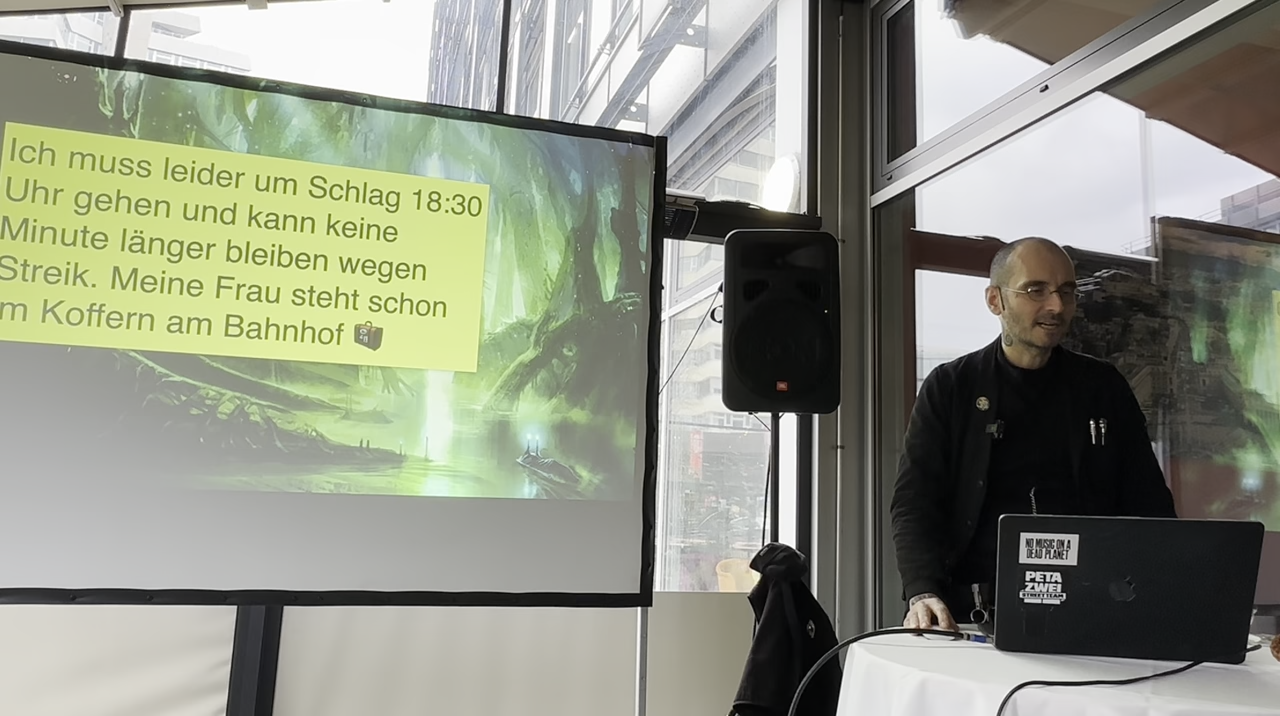 Ich muss leider um Schlag 18:30
Uhr gehen und kann keine
Minute länger bleiben wegen
Streik. Meine Frau steht schon
m Koffern am Bahnhof 🧳
JBL
NO MUSIC ON A
DEAD PLANET
PETA
ZWEI
STREET TEAM